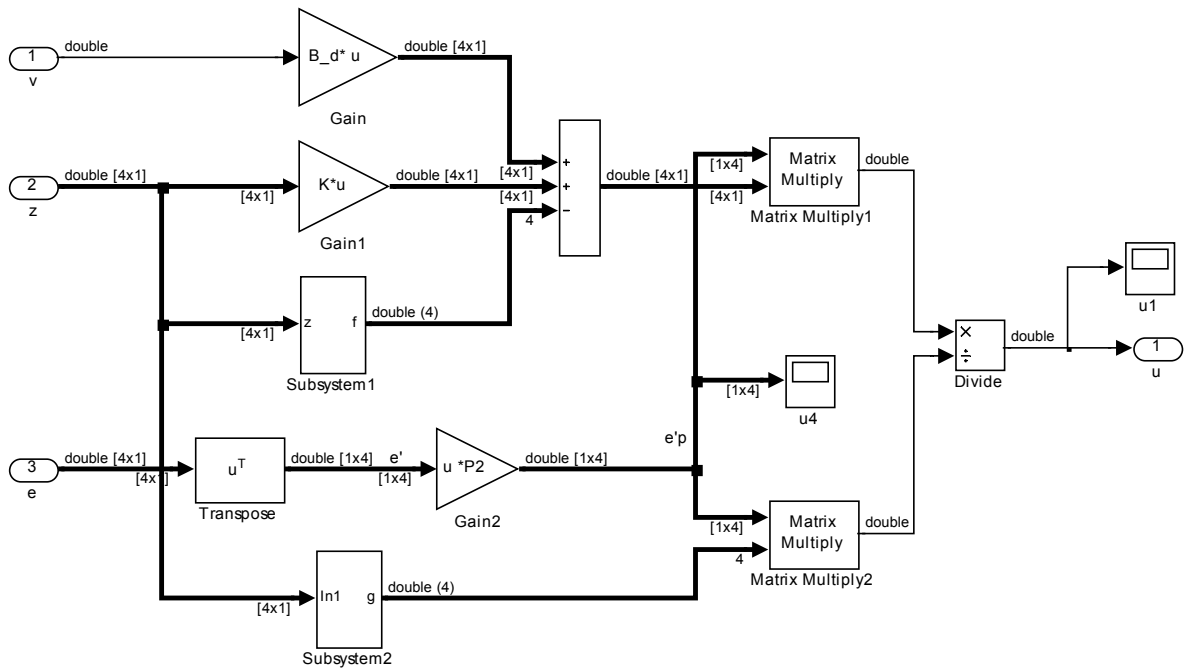 1
v
double
B_d* u
Gain
double [4x1]
2
z
double [4x1]
[4x1]
K*u
Gain1
double [4x1]
[4x1]
+
[4x1]
+
4
−
double [4x1]
[4x1]
z
f
Subsystem1
double (4)
[1x4]
[4x1]
Matrix
Multiply
Matrix Multiply1
double
[1x4]
u4
×
÷
Divide
double
u1
1
u
3
e
double [4x1]
[4x1]
uT
Transpose
double [1x4]
e'
[1x4]
u *P2
Gain2
double [1x4]
e'p
[1x4]
4
Matrix
Multiply
Matrix Multiply2
double
[4x1]
In1
g
Subsystem2
double (4)